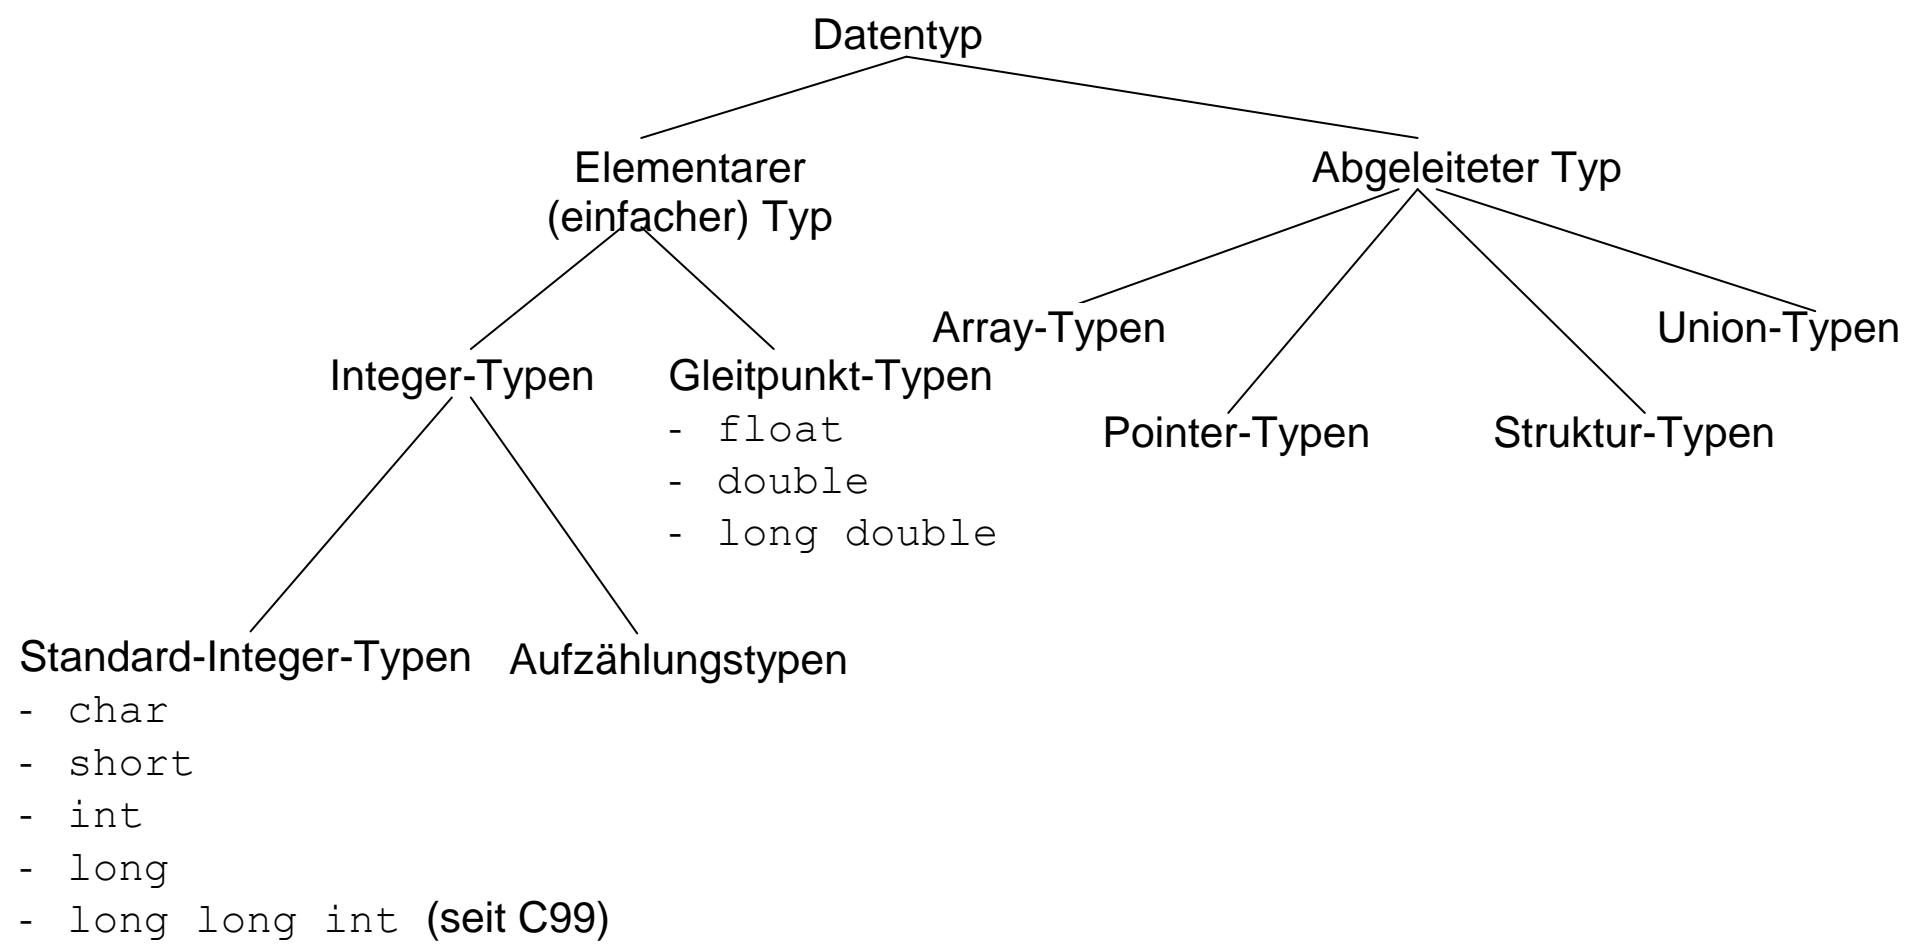 Datentyp
Elementarer
(einfacher) Typ
Abgeleiteter Typ
Array-Typen
Union-Typen
Integer-Typen
Gleitpunkt-Typen
- float
- double
- long double
Pointer-Typen
Struktur-Typen
Standard-Integer-Typen
Aufzählungstypen
- char
- short
- int
- long
- long long int (seit C99)